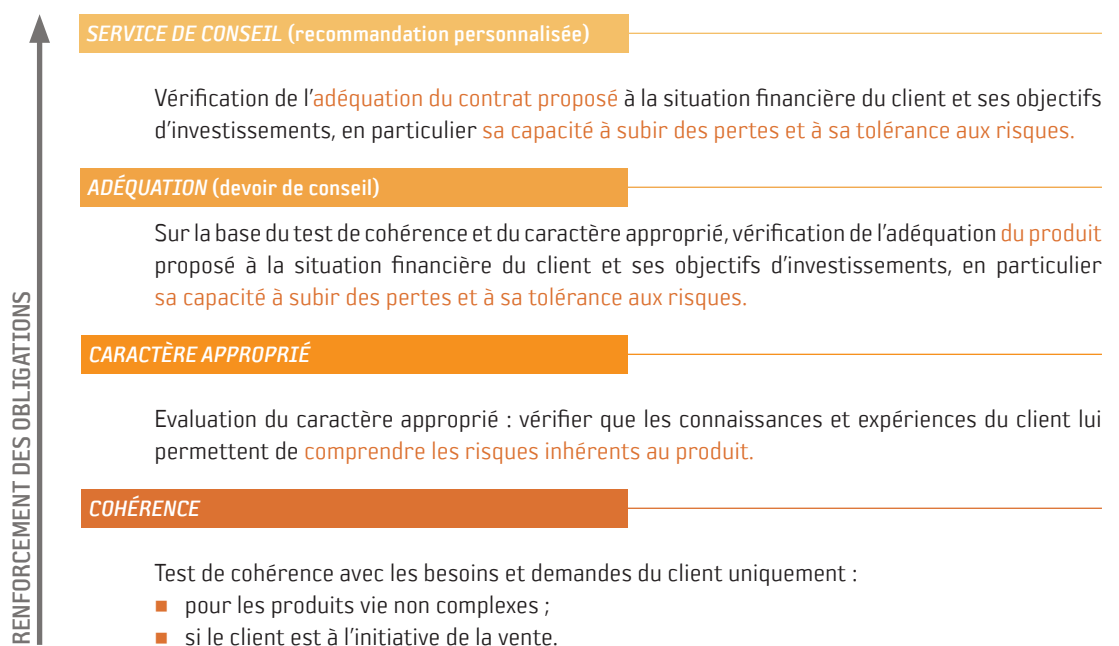 SERVICE DE CONSEIL (recommandation personnalisée)
Vérification de l'adéquation du contrat proposé à la situation financière du client et ses objectifs
d'investissements, en particulier sa capacité à subir des pertes et à sa tolérance aux risques.
ADÉQUATION (devoir de conseil)
Sur la base du test de cohérence et du caractère approprié, vérification de l'adéquation du produit
proposé à la situation financière du client et ses objectifs d'investissements, en particulier
sa capacité à subir des pertes et à sa tolérance aux risques.
CARACTÈRE APPROPRIÉ
Evaluation du caractère approprié : vérifier que les connaissances et expériences du client lui
permettent de comprendre les risques inhérents au produit.
COHÉRENCE
Test de cohérence avec les besoins et demandes du client uniquement :
■ pour les produits vie non complexes ;
■ si le client est à l'initiative de la vente.
RENFORCEMENT DES OBLIGATIONS